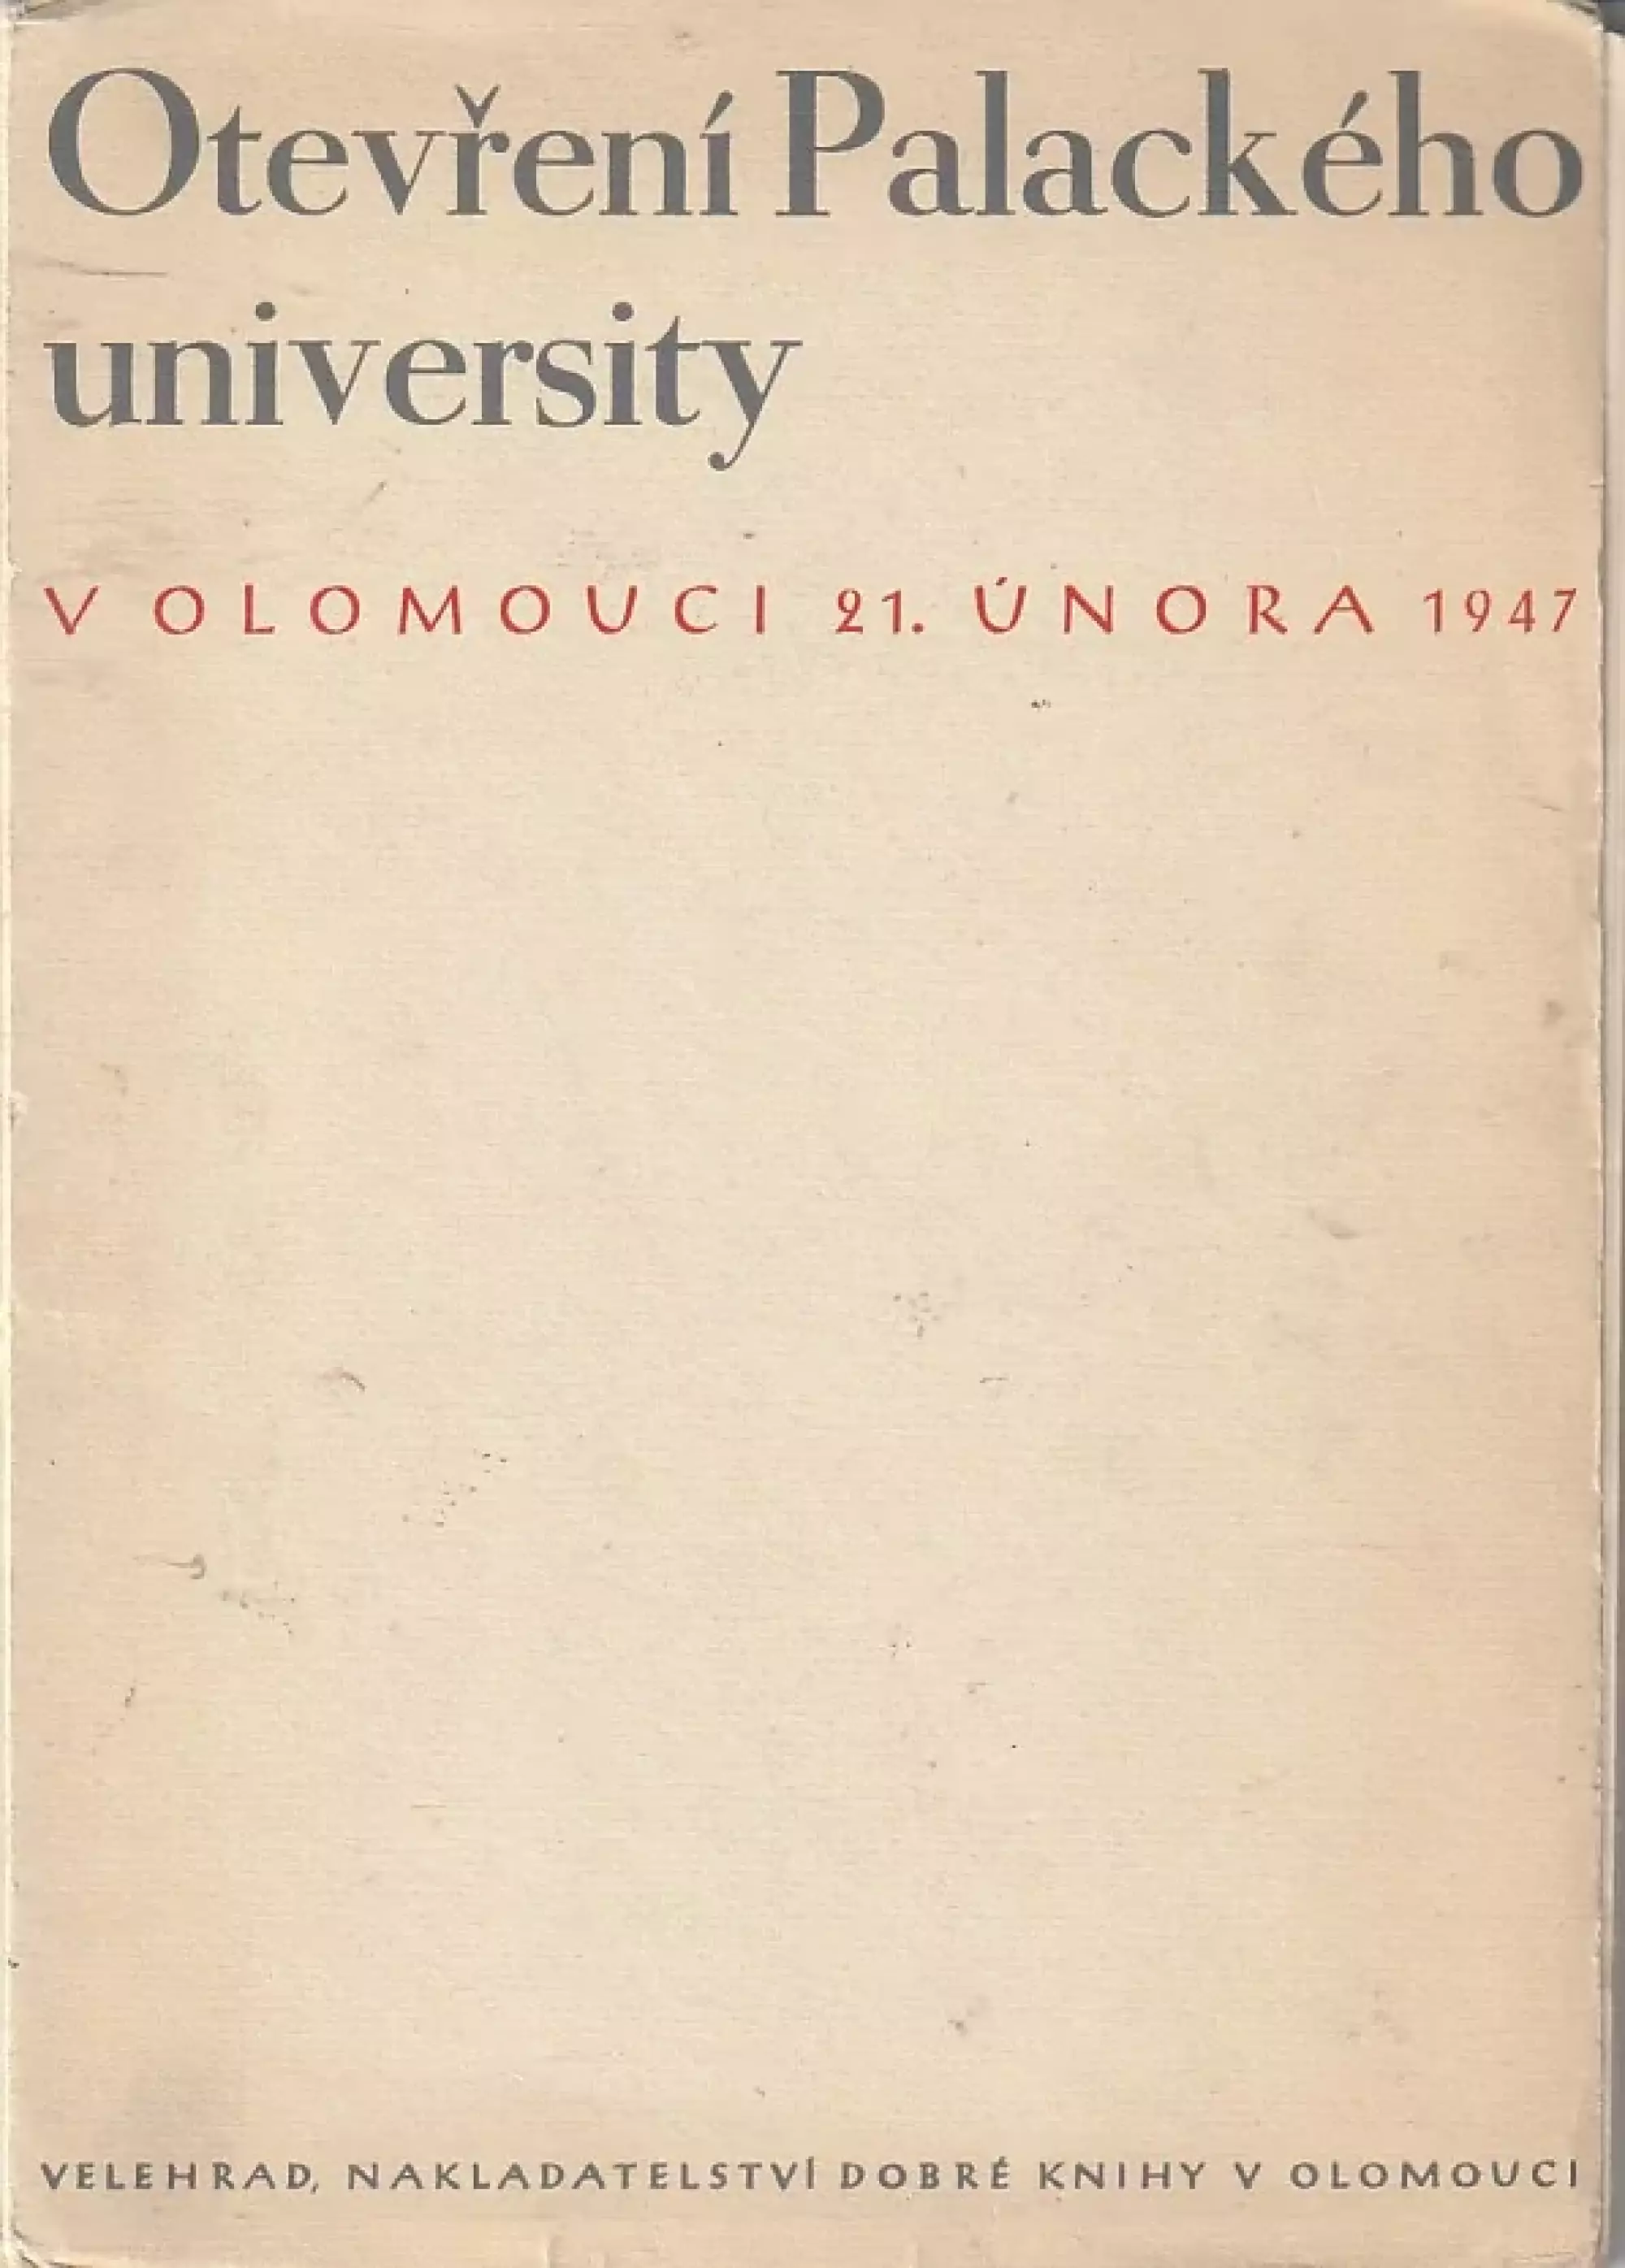 Otevření Palackého
university
V OLOMOUCI 21. ÚNORA 1947
VELEHRAD, NAKLADATELSTVÍ DOBRÉ KNIHY V OLOMOUCI